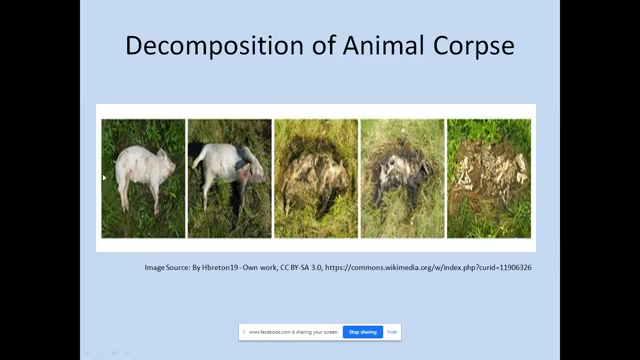 Decomposition of Animal Corpse
Image Source: By Hbreton19 - Own work, CC BY-SA 3.0, https://commons.wikimedia.org/w/index.php?curid=11906326
www.facebook.com is sharing your screen. Stop sharing Hide